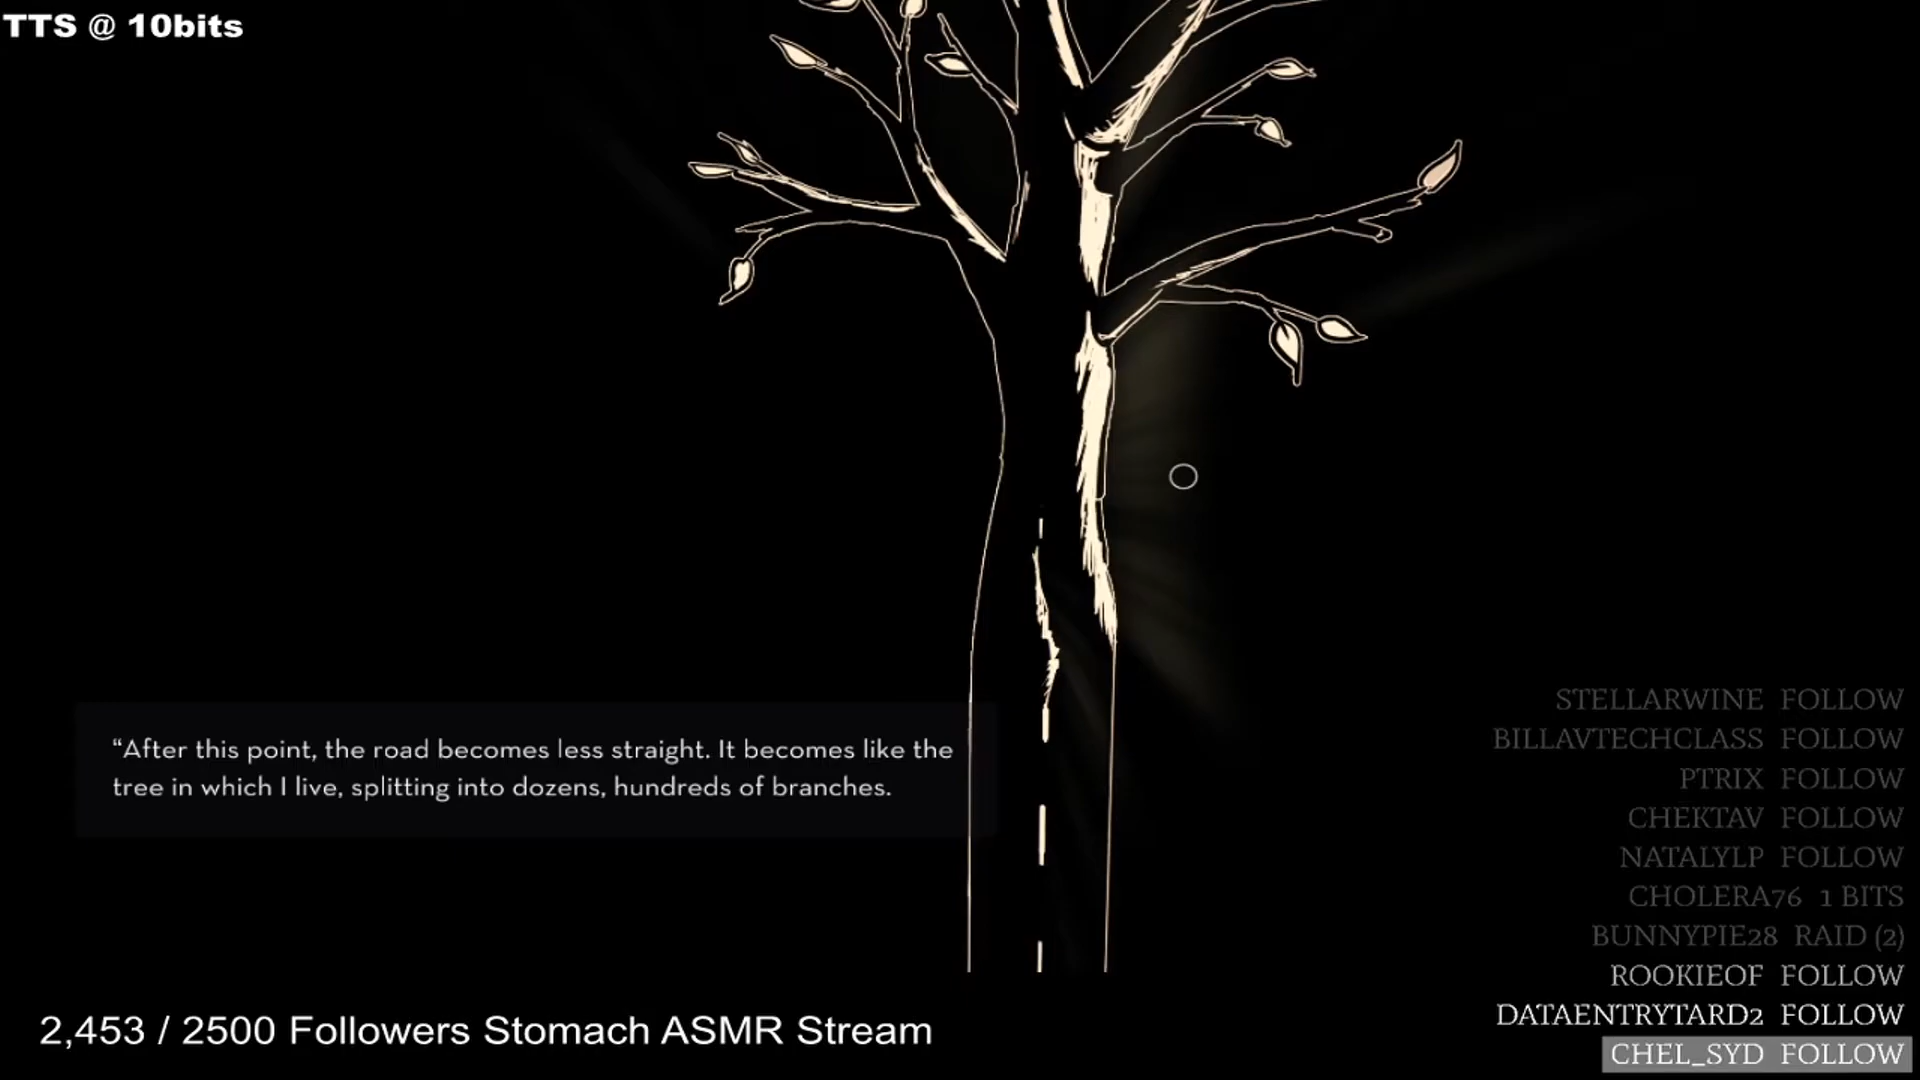 TTS @ 10bits
“After this point, the road becomes less straight. It becomes like the
tree in which I live, splitting into dozens, hundreds of branches.
STELLARWINE FOLLOW
BILLAVTECHCLASS FOLLOW
PTRIX FOLLOW
CHEKTAV FOLLOW
NATALYLP FOLLOW
CHOLERA76 1 BITS
BUNNYPIE28 RAID (2)
ROOKIEOF FOLLOW
DATAENTRYTARD2 FOLLOW
CHEL_SYD FOLLOW
2,453 / 2500 Followers Stomach ASMR Stream